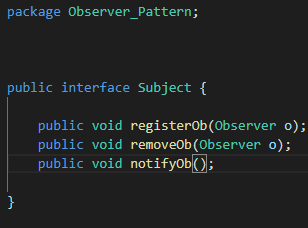 package Observer_Pattern;
public interface Subject {
public void registerOb(Observer o);
public void removeOb(Observer o);
public void notifyOb();
}